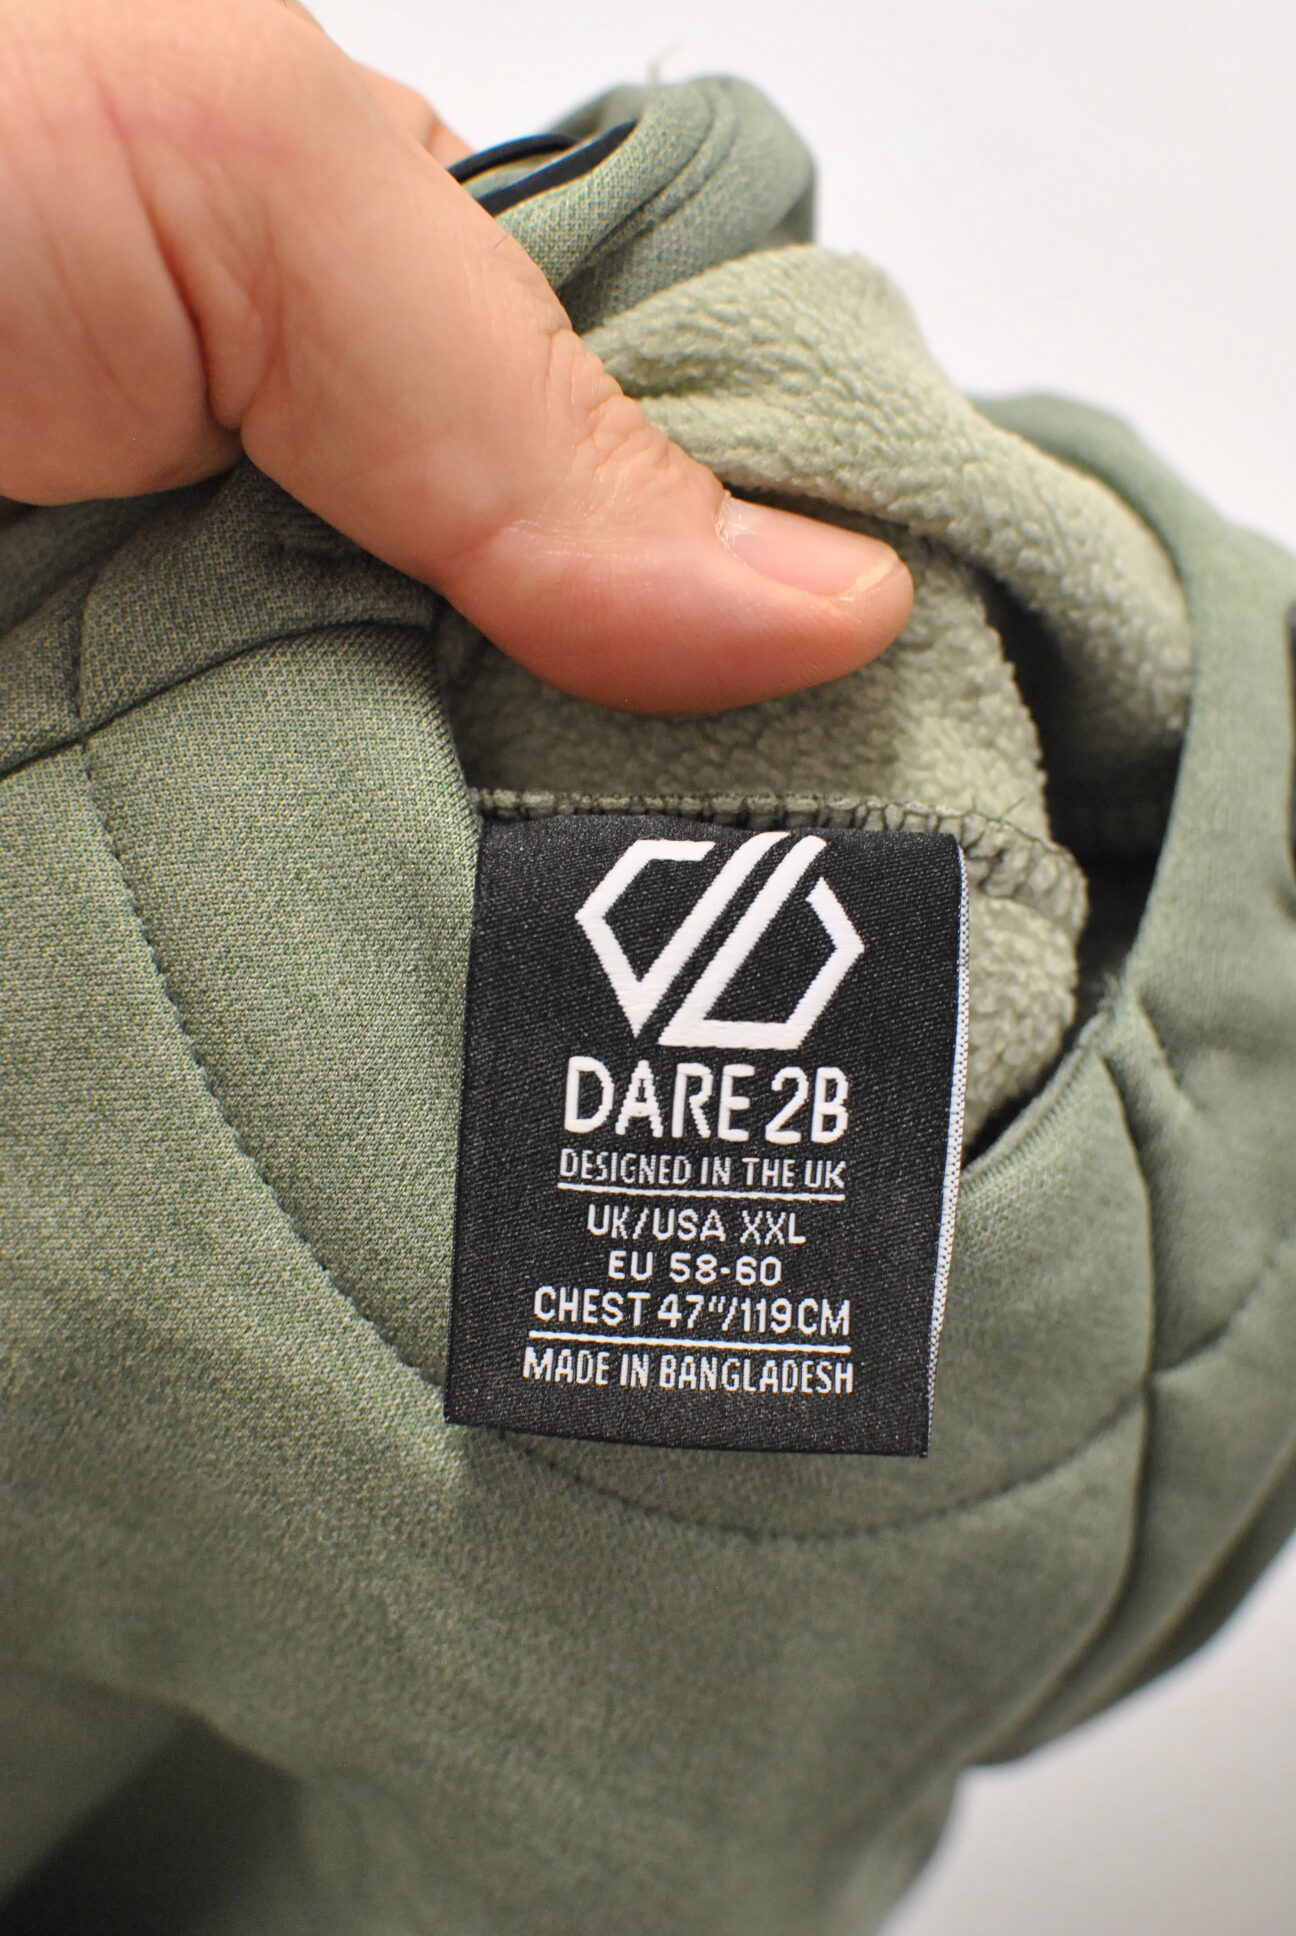 DARE 2B
DESIGNED IN THE UK
UK/USA XXL
EU 58-60
CHEST 47"/119CM
MADE IN BANGLADESH